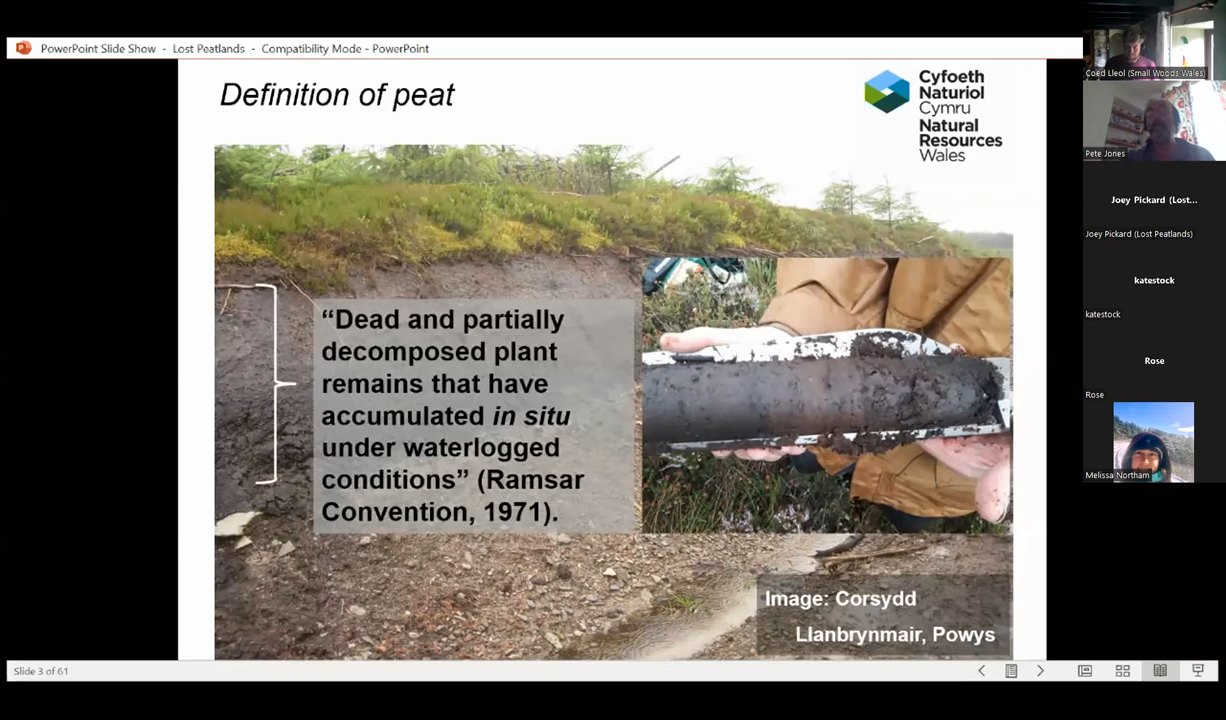 PowerPoint Slide Show - Lost Peatlands - Compatibility Mode - PowerPoint
Definition of peat
Cyfoeth
Naturiol
Cymru
Natural
Resources
Wales
“Dead and partially
decomposed plant
remains that have
accumulated in situ
under waterlogged
conditions” (Ramsar
Convention, 1971).
Image: Corsydd
Llanbrynmair, Powys
Slide 3 of 61
Coed Lleol (Small Woods Wales)
Pete Jones
Joey Pickard (Lost...
Joey Pickard (Lost Peatlands)
katestock
katestock
Rose
Rose
Melissa Northam